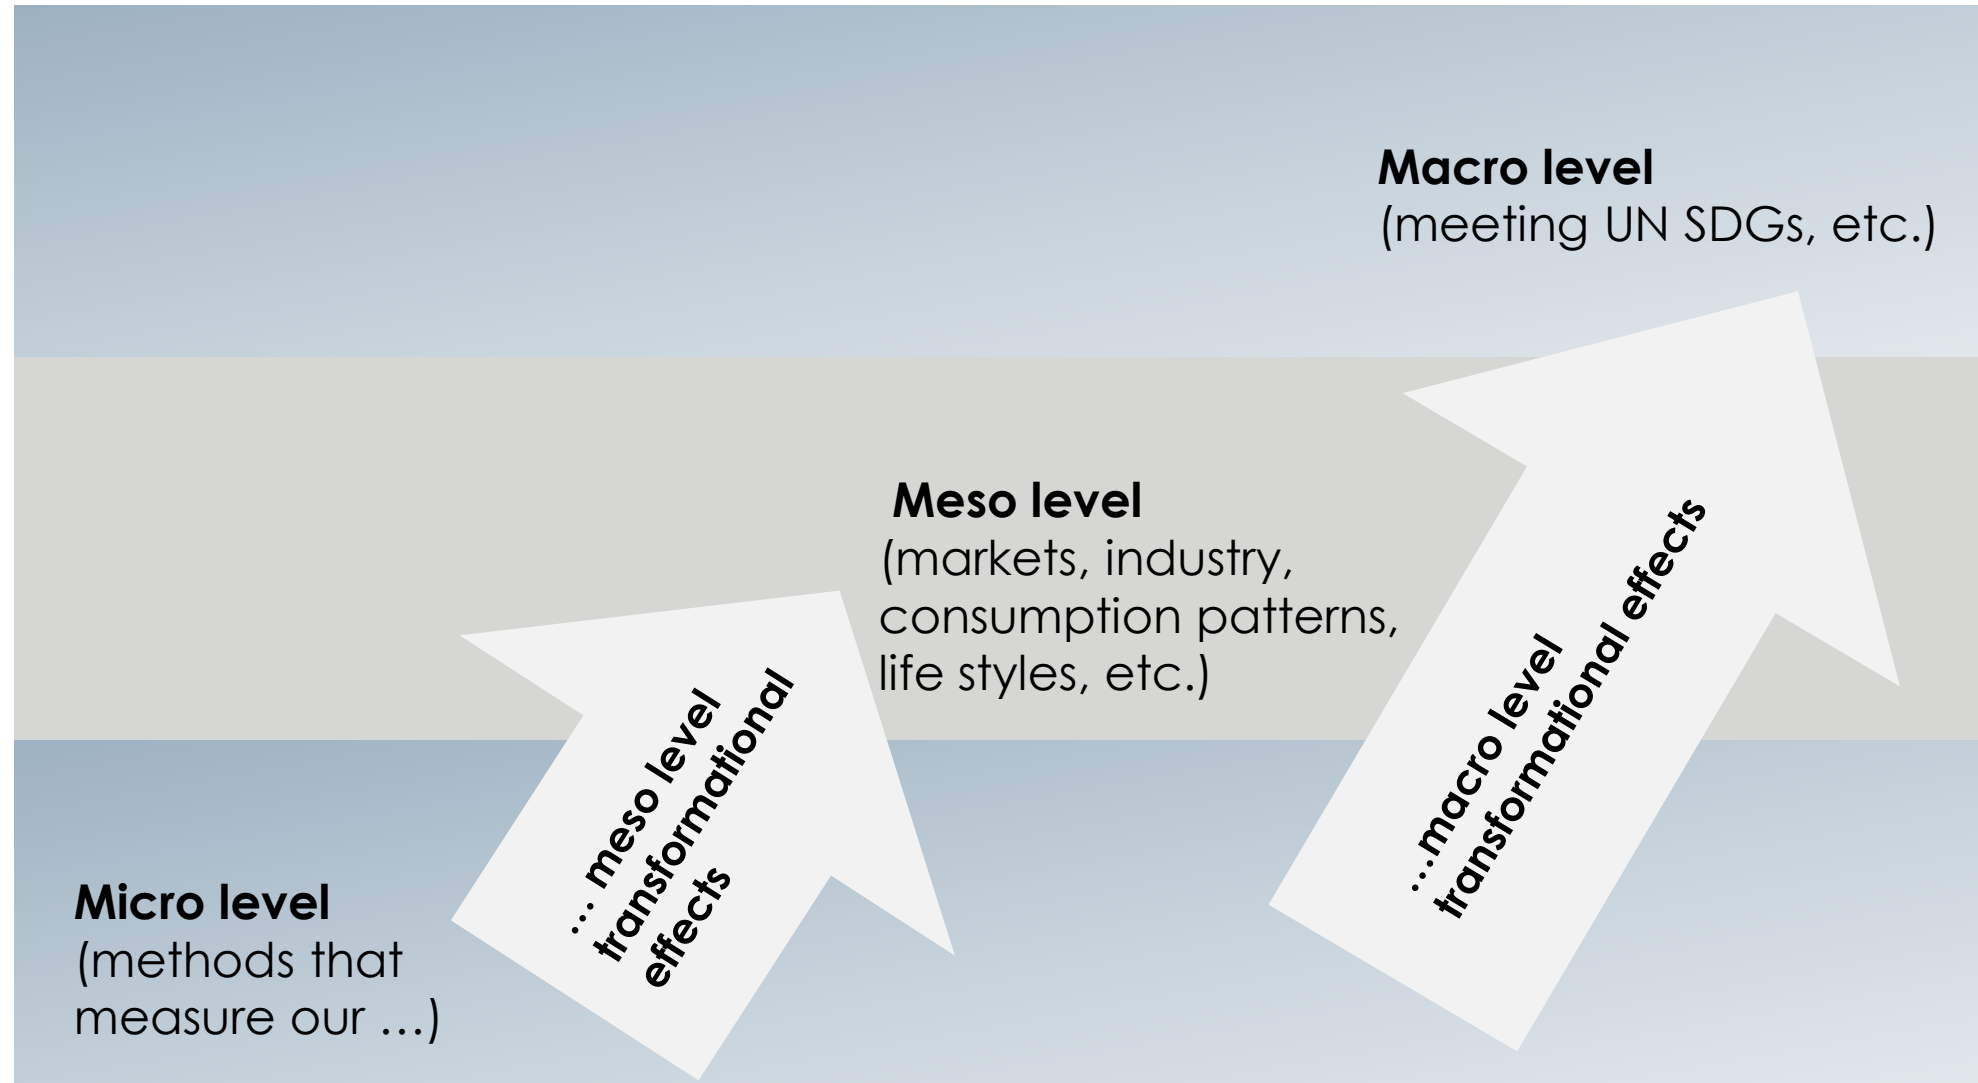 Macro level
(meeting UN SDGs, etc.)
Meso level
(markets, industry,
consumption patterns,
life styles, etc.)
...macro level
transformational effects
... meso level
transformational
effects
Micro level
(methods that
measure our ...)